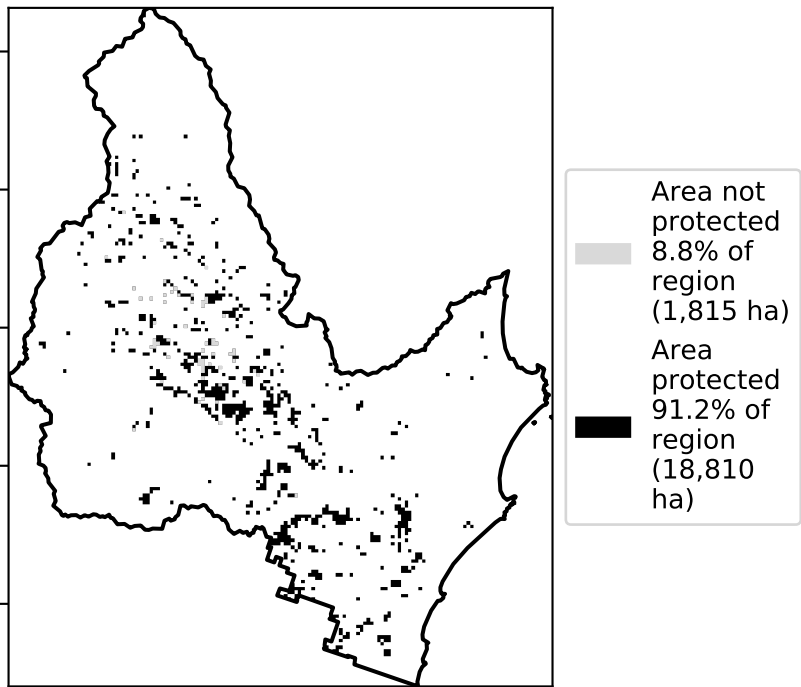 Area not
protected
8.8% of
region
(1,815 ha)
Area
protected
91.2% of
region
(18,810
ha)